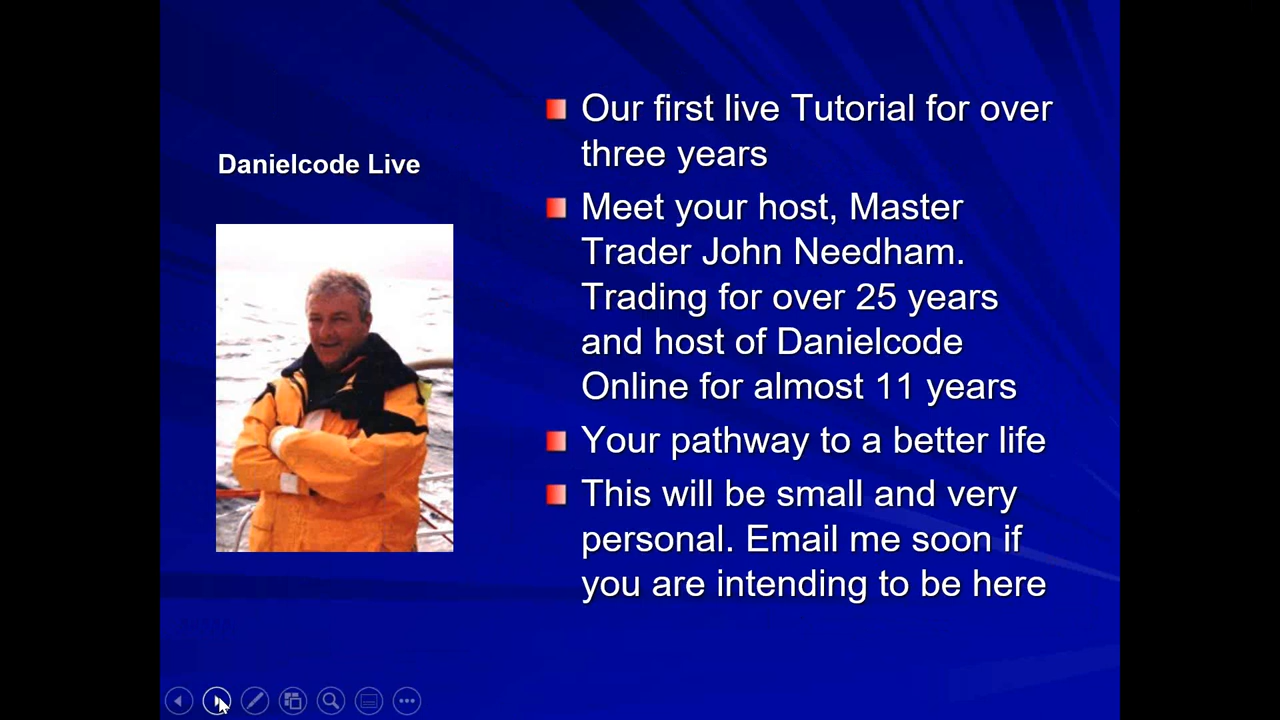 Danielcode Live
Our first live Tutorial for over
three years
Meet your host, Master
Trader John Needham.
Trading for over 25 years
and host of Danielcode
Online for almost 11 years
Your pathway to a better life
This will be small and very
personal. Email me soon if
you are intending to be here